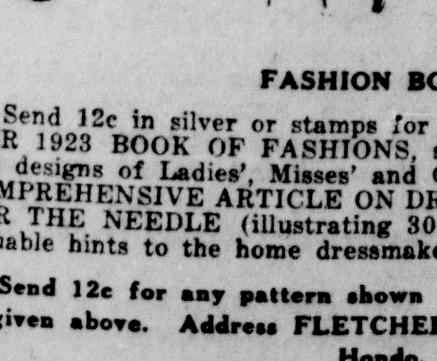 FASHION BO
Send 12c in silver or stamps for
R 1923 BOOK OF FASHIONS,
designs of Ladies', Misses' and
MPREHENSIVE ARTICLE ON DR
R THE NEEDLE (illustrating 30
uable hints to the home dressmake
Send 12c for any pattern shown
given above. Address FLETCHER
Hondo,